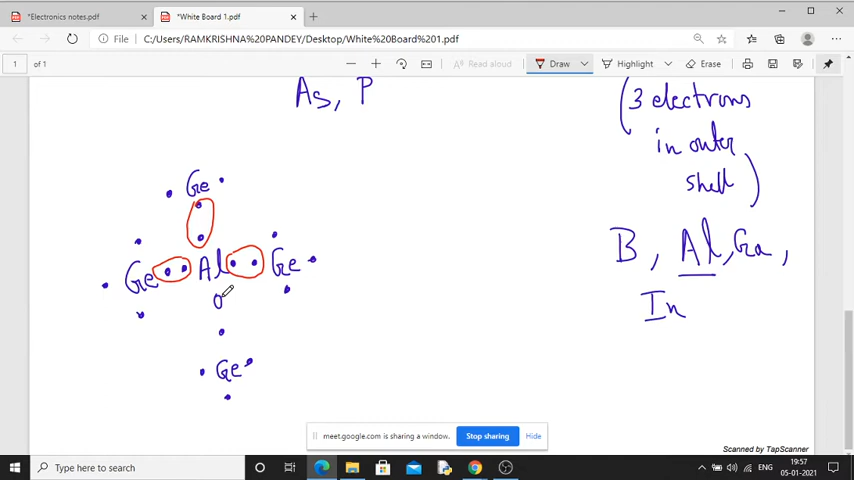 *Electronics notes.pdf
*White Board 1.pdf
File C:/Users/RAMKRISHNA%20PANDEY/Desktop/White%20Board%201.pdf
1 of 1
Read aloud
Draw
Highlight
Erase
As, P
(3 electrons
in outer
shell)
Ge
B, Al, Ga,
Ge Al Ge
In
Ge
meet.google.com is sharing a window. Stop sharing Hide
Scanned by TapScanner
Type here to search
ENG
19:57
05-01-2021